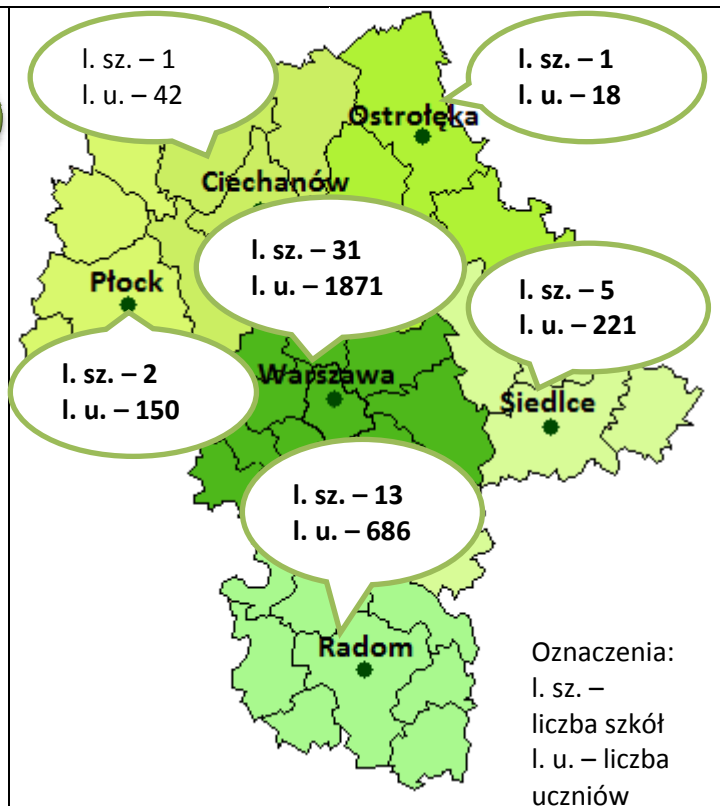 l. sz. – 1
l. u. – 42
l. sz. – 1
l. u. – 18
Ostrołęka
Ciechanów
l. sz. – 31
l. u. – 1871
Płock
l. sz. – 5
l. u. – 221
l. sz. – 2
l. u. – 150
Warszawa
Siedlce
l. sz. – 13
l. u. – 686
Radom
Oznaczenia:
l. sz. –
liczba szkół
l. u. – liczba
uczniów